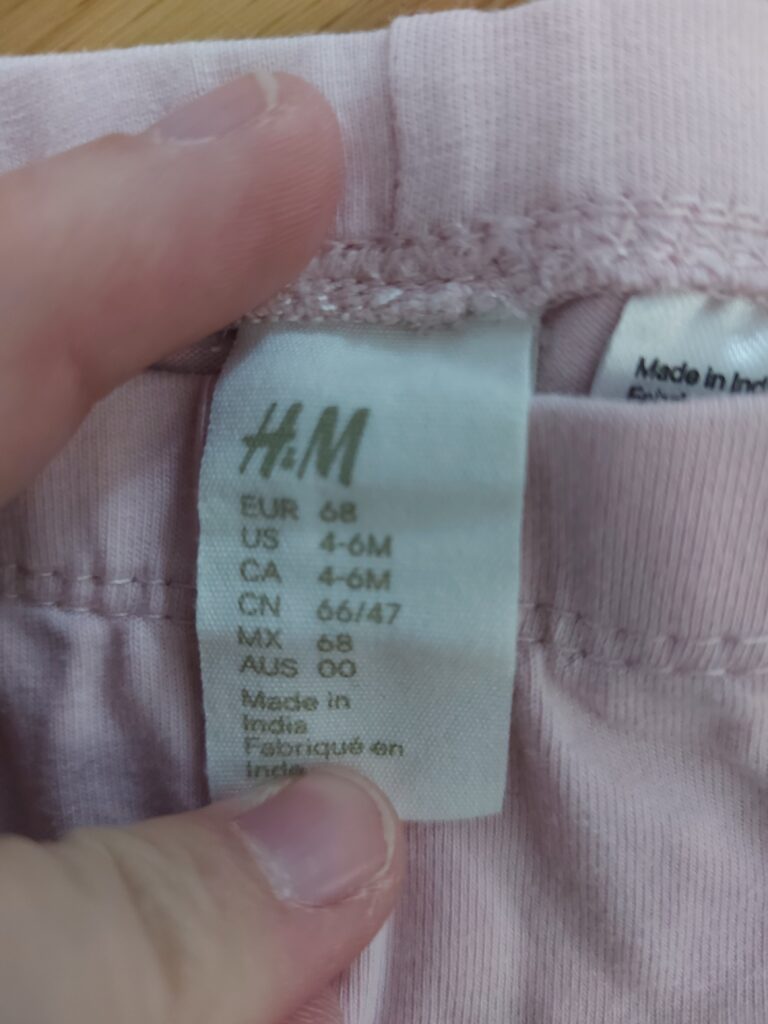 H&M
EUR 68
US 4-6M
CA 4-6M
CN 66/47
MX 68
AUS 00
Made in
India
Fabriqué en
Inde
Made in Ind